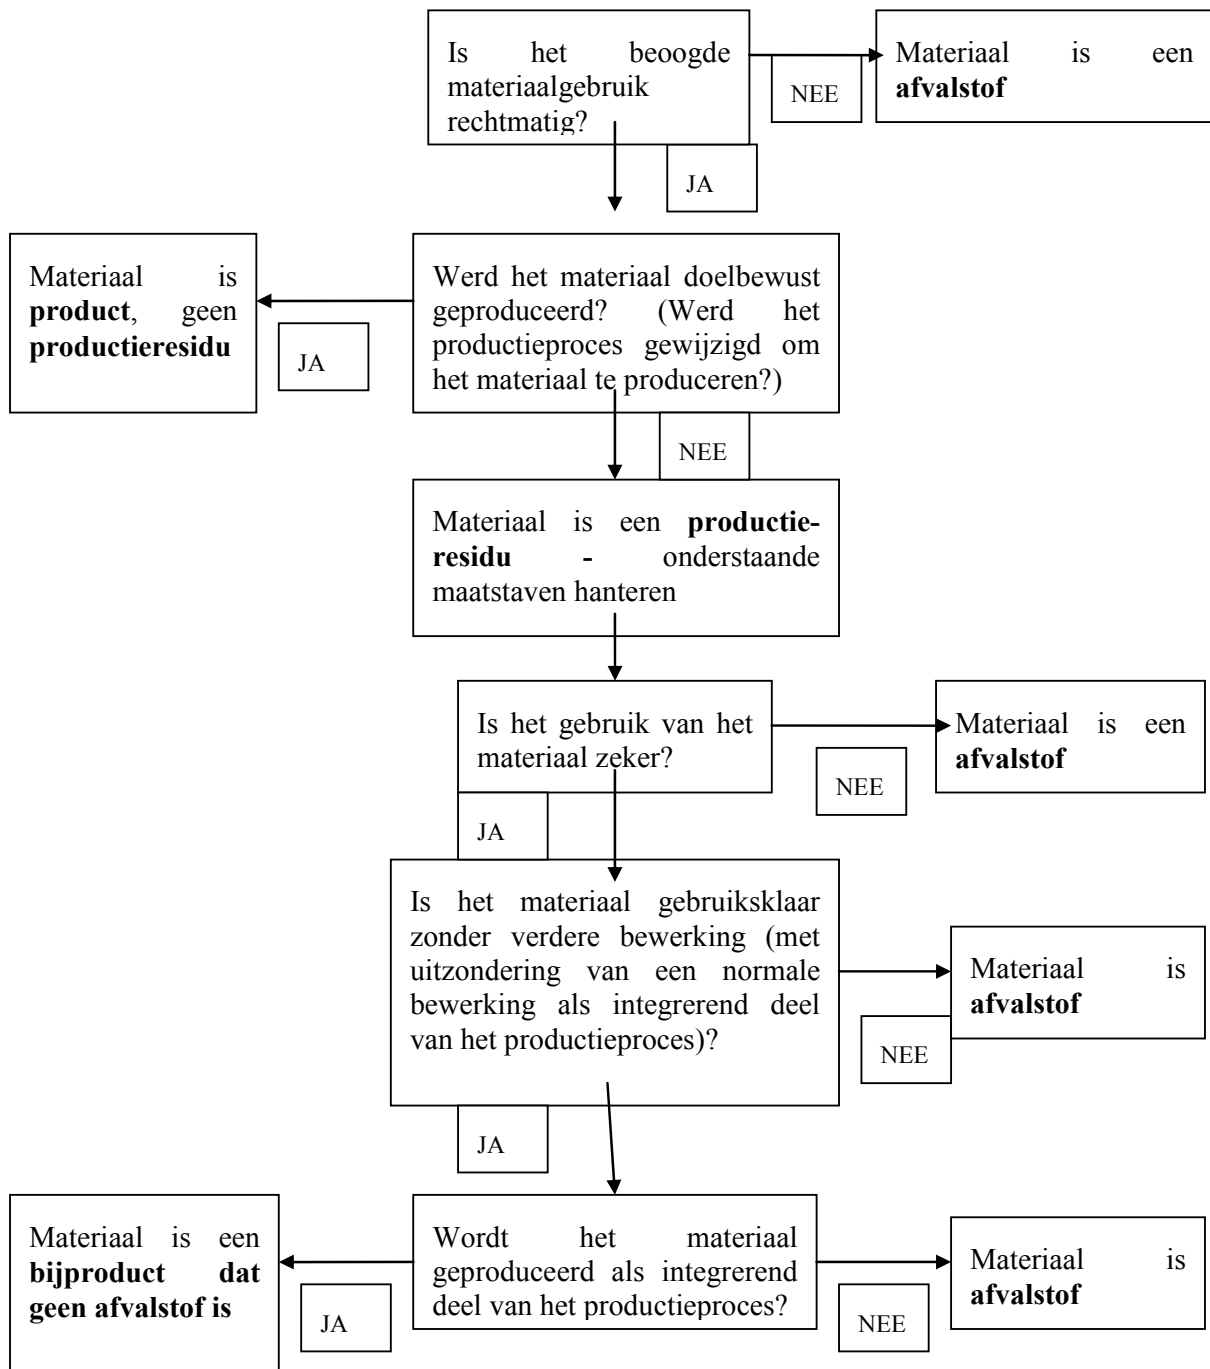 Is het beoogde
materiaalgebruik
rechtmatig?
NEE
Materiaal is een
afvalstof
JA
Materiaal is
product, geen
productieresidu
JA
Werd het materiaal doelbewust
geproduceerd? (Werd het
productieproces gewijzigd om
het materiaal te produceren?)
NEE
Materiaal is een productie-
residu - onderstaande
maatstaven hanteren
Is het gebruik van het
materiaal zeker?
NEE
Materiaal is een
afvalstof
JA
Is het materiaal gebruiksklaar
zonder verdere bewerking (met
uitzondering van een normale
bewerking als integrerend deel
van het productieproces)?
NEE
Materiaal is
afvalstof
JA
Materiaal is een
bijproduct dat
geen afvalstof is
JA
Wordt het materiaal
geproduceerd als integrerend
deel van het productieproces?
NEE
Materiaal is
afvalstof